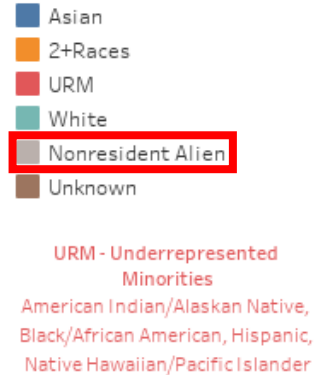 Asian
2+Races
URM
White
Nonresident Alien
Unknown
URM - Underrepresented
Minorities
American Indian/Alaskan Native,
Black/African American, Hispanic,
Native Hawaiian/Pacific Islander